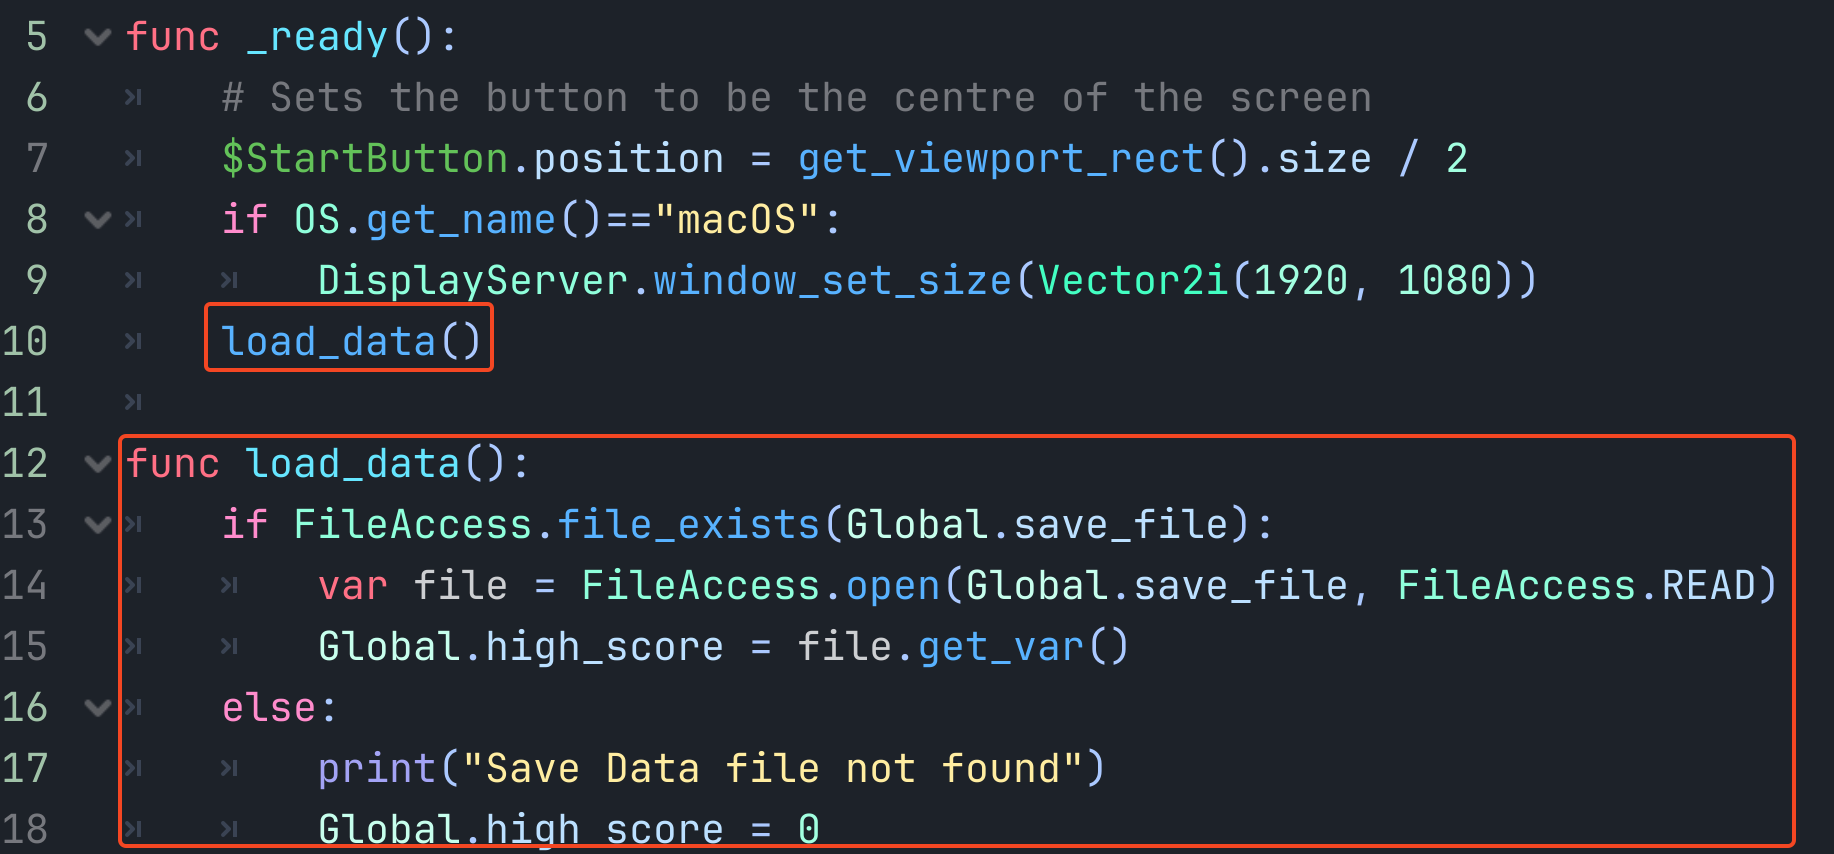 5 func _ready():
6 # Sets the button to be the centre of the screen
7 $StartButton.position = get_viewport_rect().size / 2
8 if OS.get_name()=="macOS":
9 DisplayServer.window_set_size(Vector2i(1920, 1080))
10 load_data()
11
12 func load_data():
13 if FileAccess.file_exists(Global.save_file):
14 var file = FileAccess.open(Global.save_file, FileAccess.READ)
15 Global.high_score = file.get_var()
16 else:
17 print("Save Data file not found")
18 Global.high_score = 0